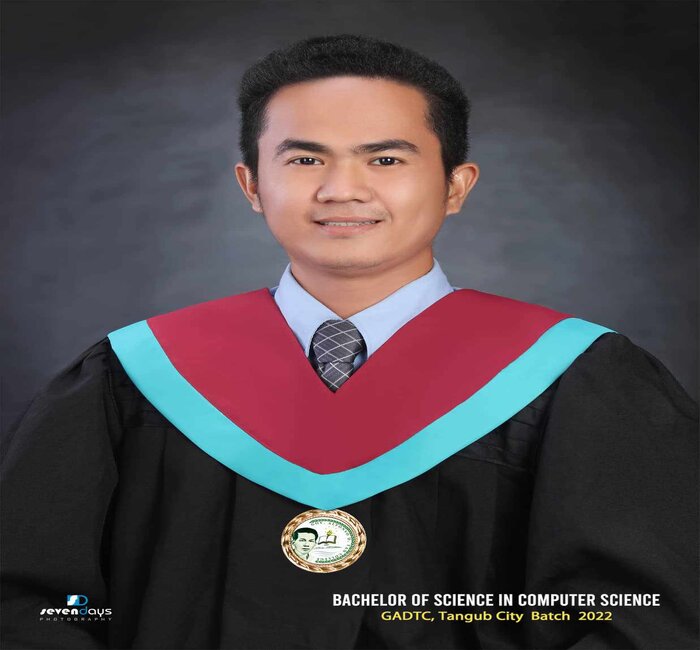 BACHELOR OF SCIENCE IN COMPUTER SCIENCE
GADTC, Tangub City Batch 2022
sevendays
PHOTOGRAPHY